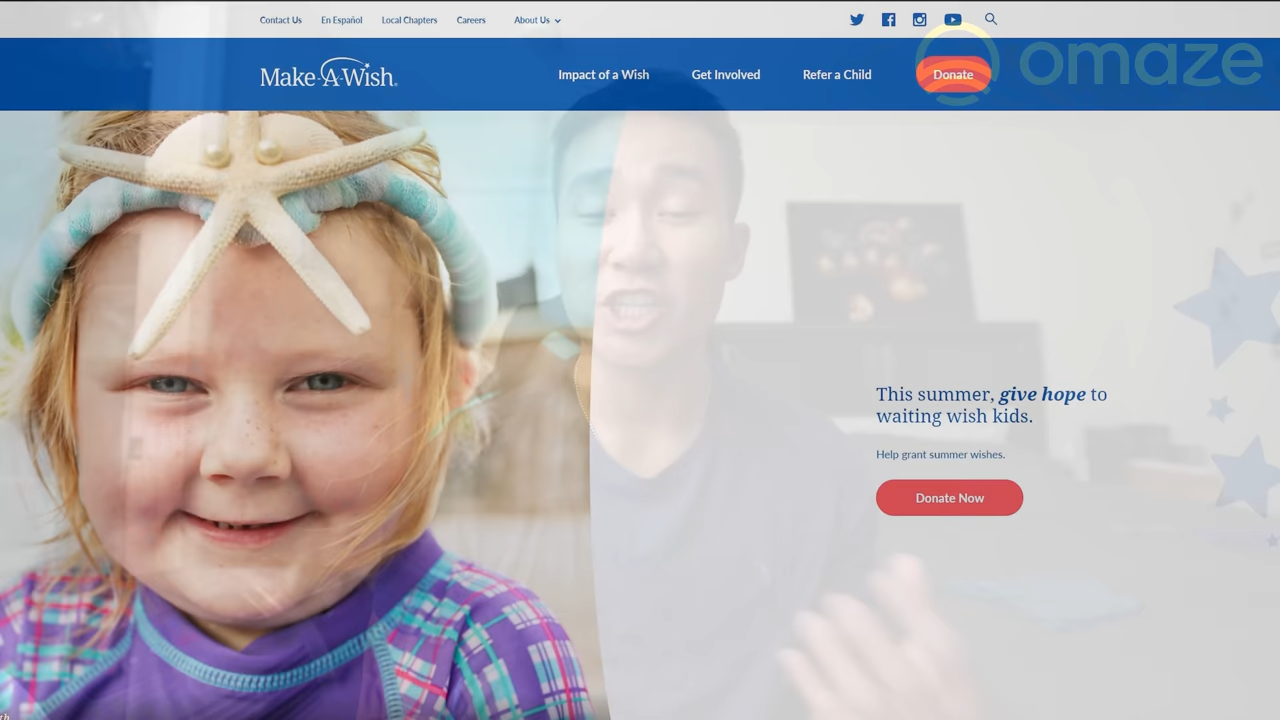 Contact Us
En Español
Local Chapters
Careers
About Us
Make-A-Wish®
Impact of a Wish
Get Involved
Refer a Child
Donate
omaze
This summer, give hope to
waiting wish kids.
Help grant summer wishes.
Donate Now